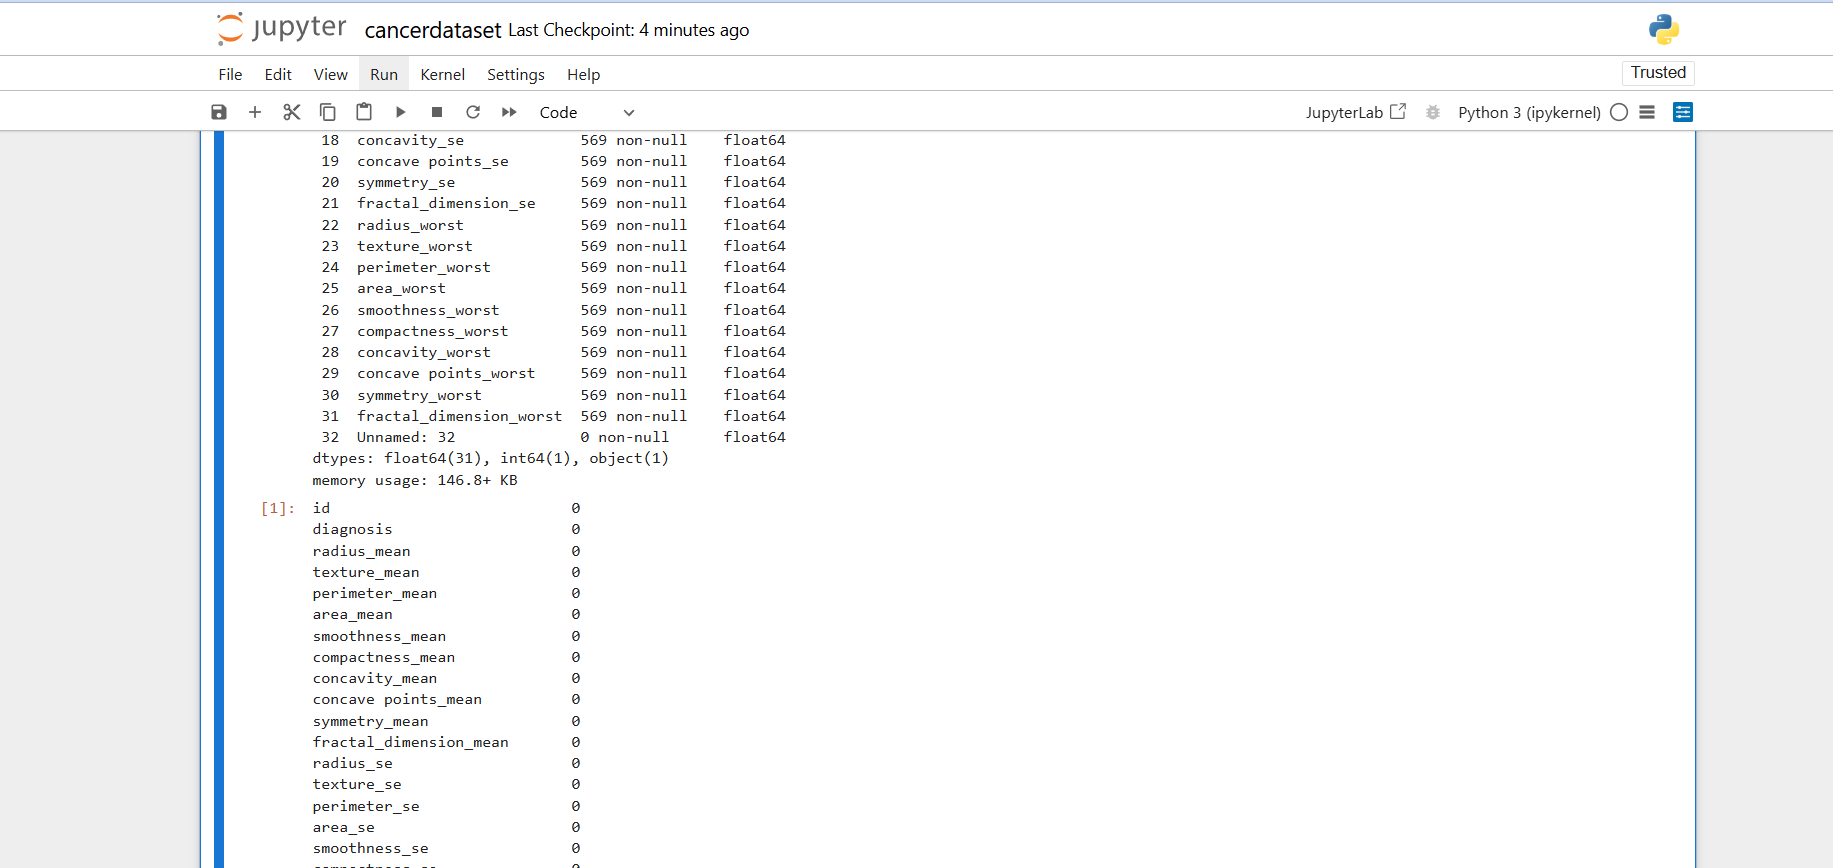 jupyter cancerdataset Last Checkpoint: 4 minutes ago
File Edit View Run Kernel Settings Help Trusted
Code JupyterLab Python 3 (ipykernel)
18 concavity_se 569 non-null float64
19 concave points_se 569 non-null float64
20 symmetry_se 569 non-null float64
21 fractal_dimension_se 569 non-null float64
22 radius_worst 569 non-null float64
23 texture_worst 569 non-null float64
24 perimeter_worst 569 non-null float64
25 area_worst 569 non-null float64
26 smoothness_worst 569 non-null float64
27 compactness_worst 569 non-null float64
28 concavity_worst 569 non-null float64
29 concave points_worst 569 non-null float64
30 symmetry_worst 569 non-null float64
31 fractal_dimension_worst 569 non-null float64
32 Unnamed: 32 0 non-null float64
dtypes: float64(31), int64(1), object(1)
memory usage: 146.8+ KB
[1]: id 0
diagnosis 0
radius_mean 0
texture_mean 0
perimeter_mean 0
area_mean 0
smoothness_mean 0
compactness_mean 0
concavity_mean 0
concave points_mean 0
symmetry_mean 0
fractal_dimension_mean 0
radius_se 0
texture_se 0
perimeter_se 0
area_se 0
smoothness_se 0